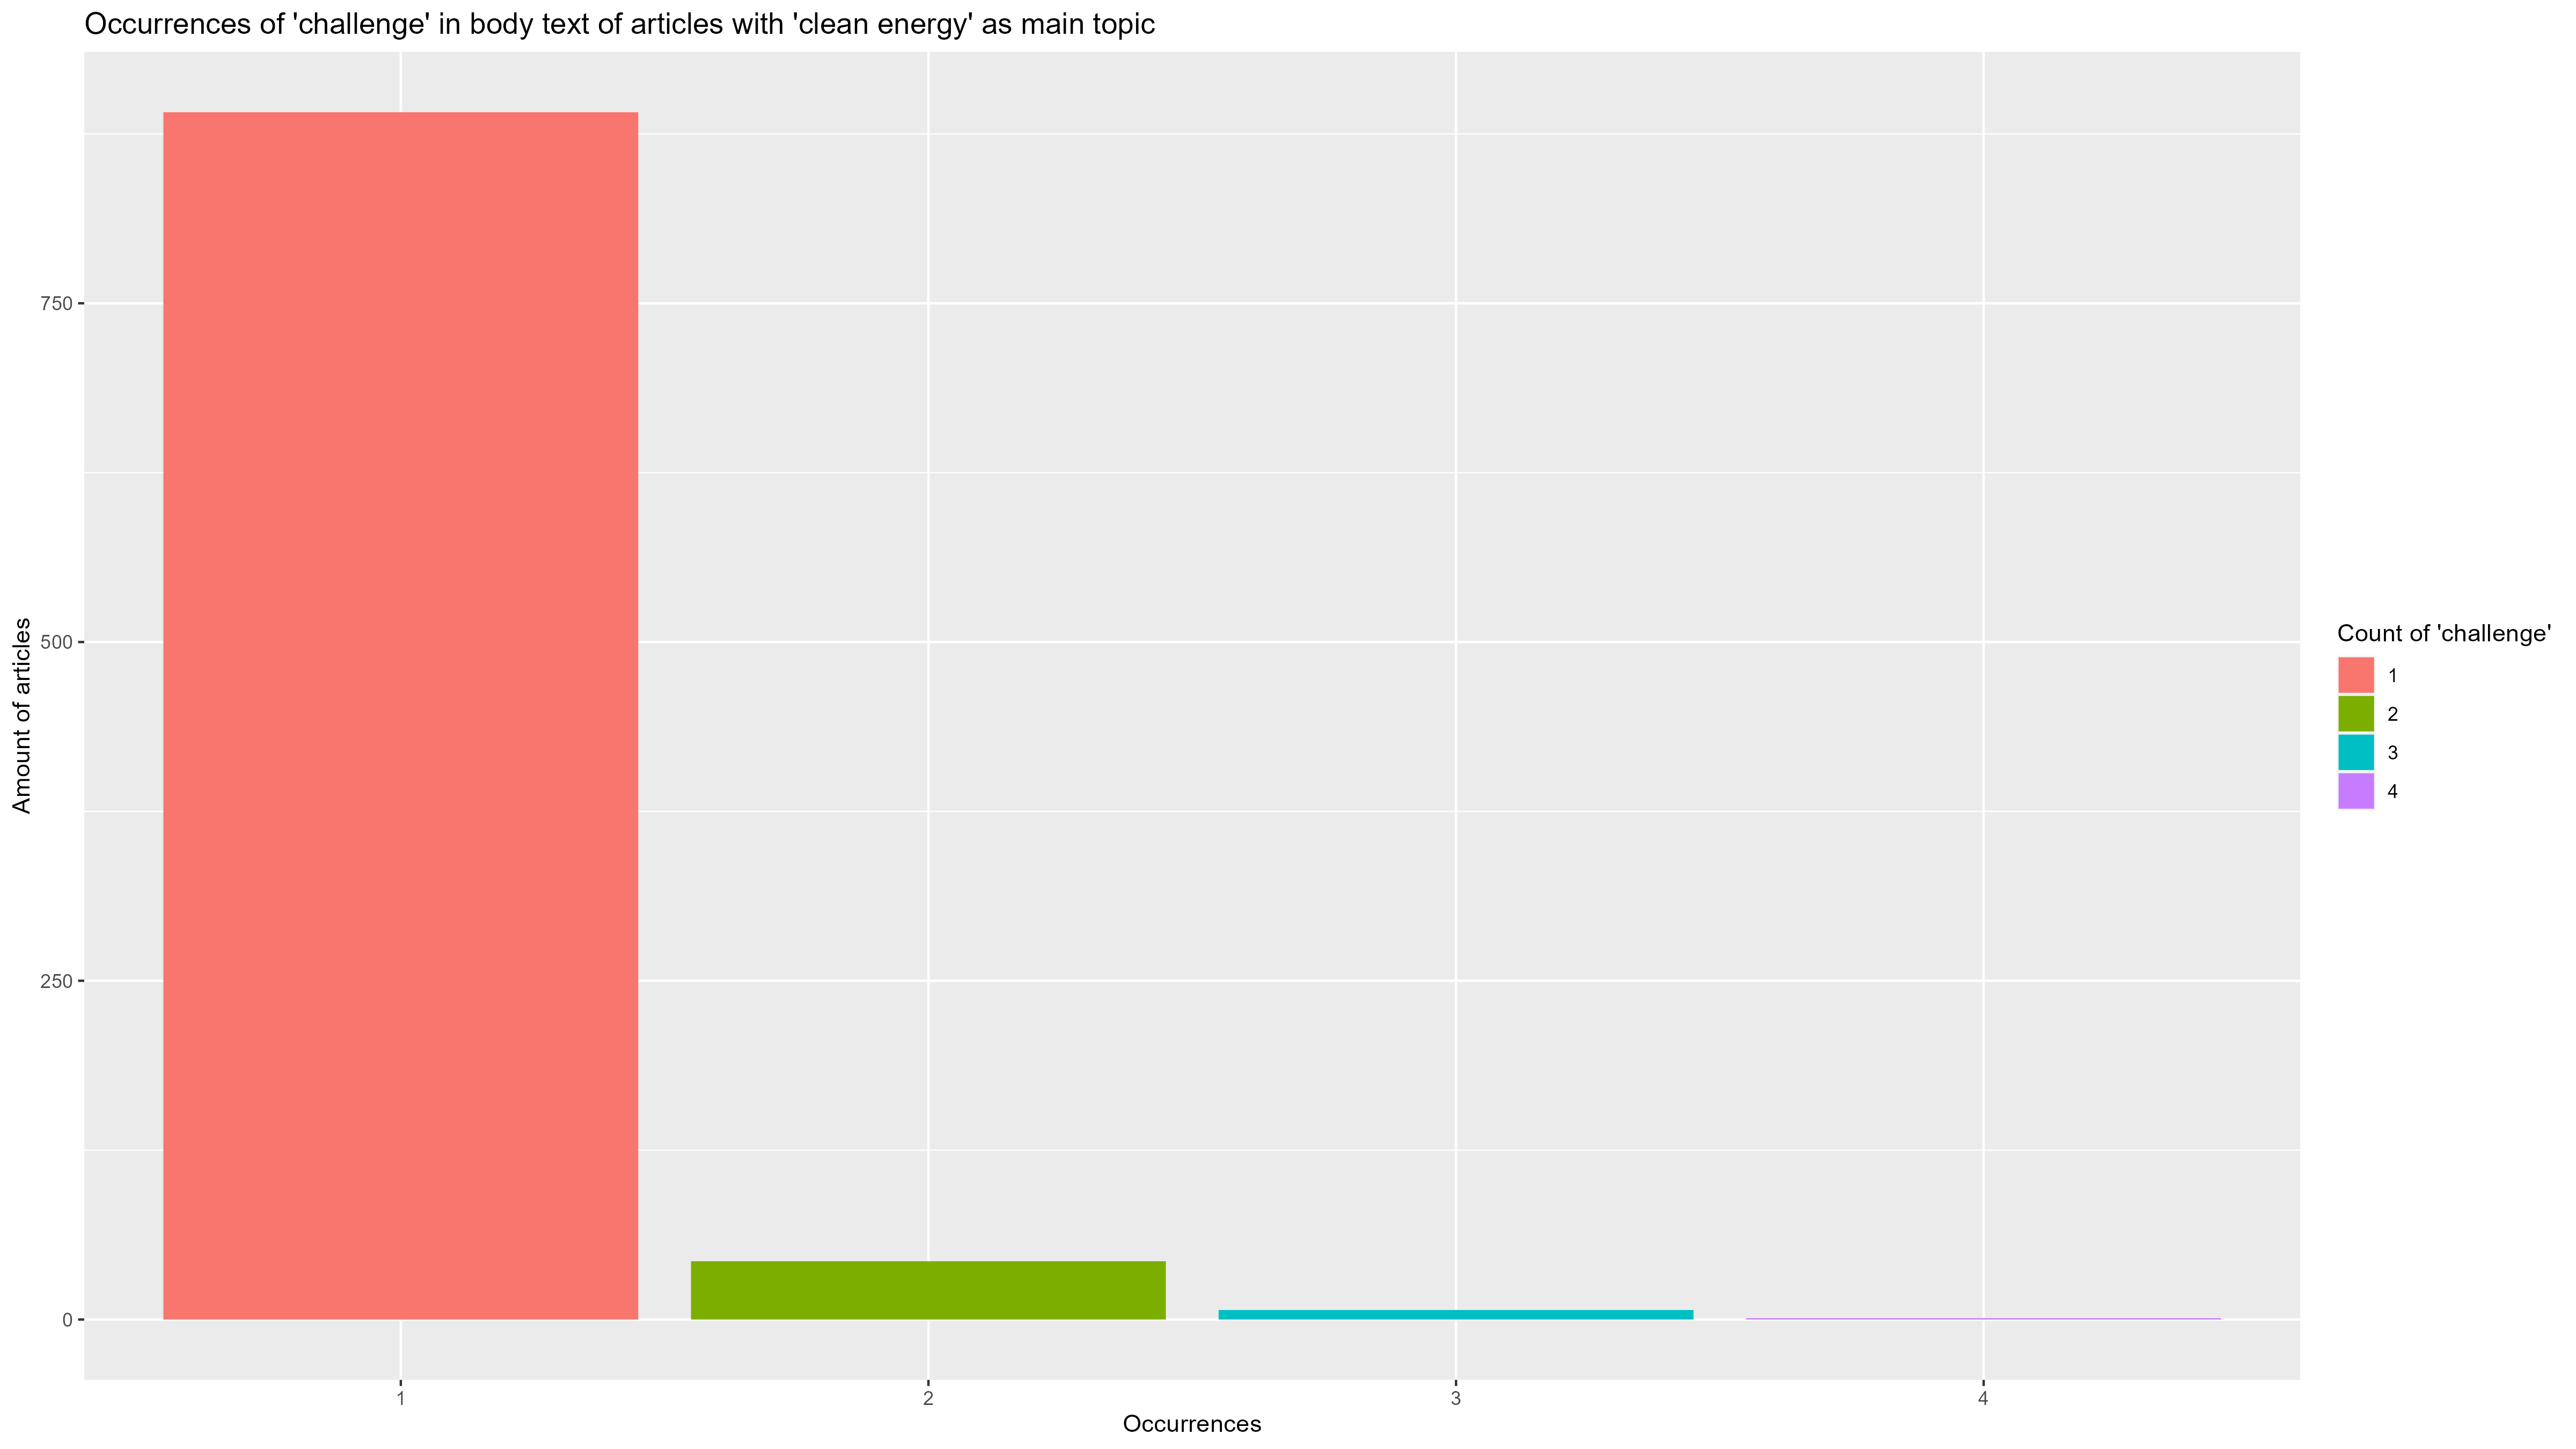 Occurrences of 'challenge' in body text of articles with 'clean energy' as main topic
Amount of articles
750
500
250
0
1 2 3 4
Occurrences
Count of 'challenge'
1
2
3
4